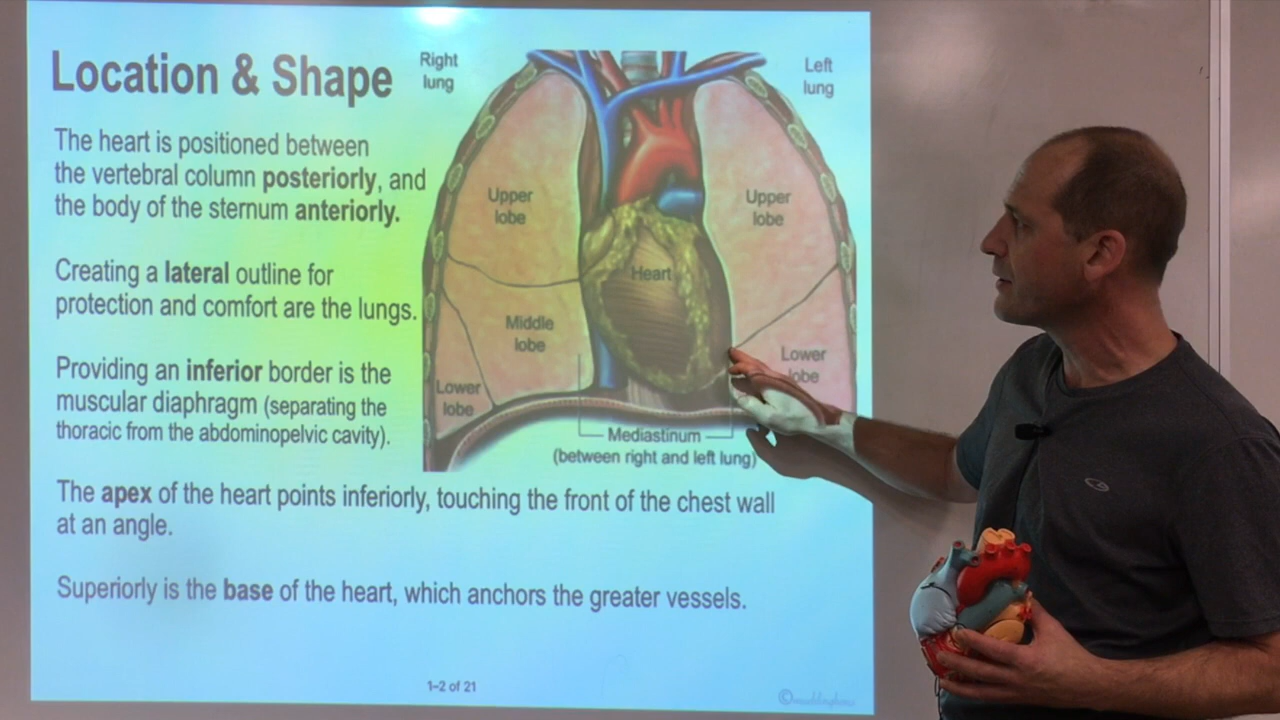 Location & Shape
The heart is positioned between
the vertebral column posteriorly, and
the body of the sternum anteriorly.
Creating a lateral outline for
protection and comfort are the lungs.
Providing an inferior border is the
muscular diaphragm (separating the
thoracic from the abdominopelvic cavity).
The apex of the heart points inferiorly, touching the front of the chest wall
at an angle.
Superiorly is the base of the heart, which anchors the greater vessels.
Right
lung
Left
lung
Upper
lobe
Upper
lobe
Heart
Middle
lobe
Lower
lobe
Lower
lobe
Mediastinum
(between right and left lung)
1–2 of 21